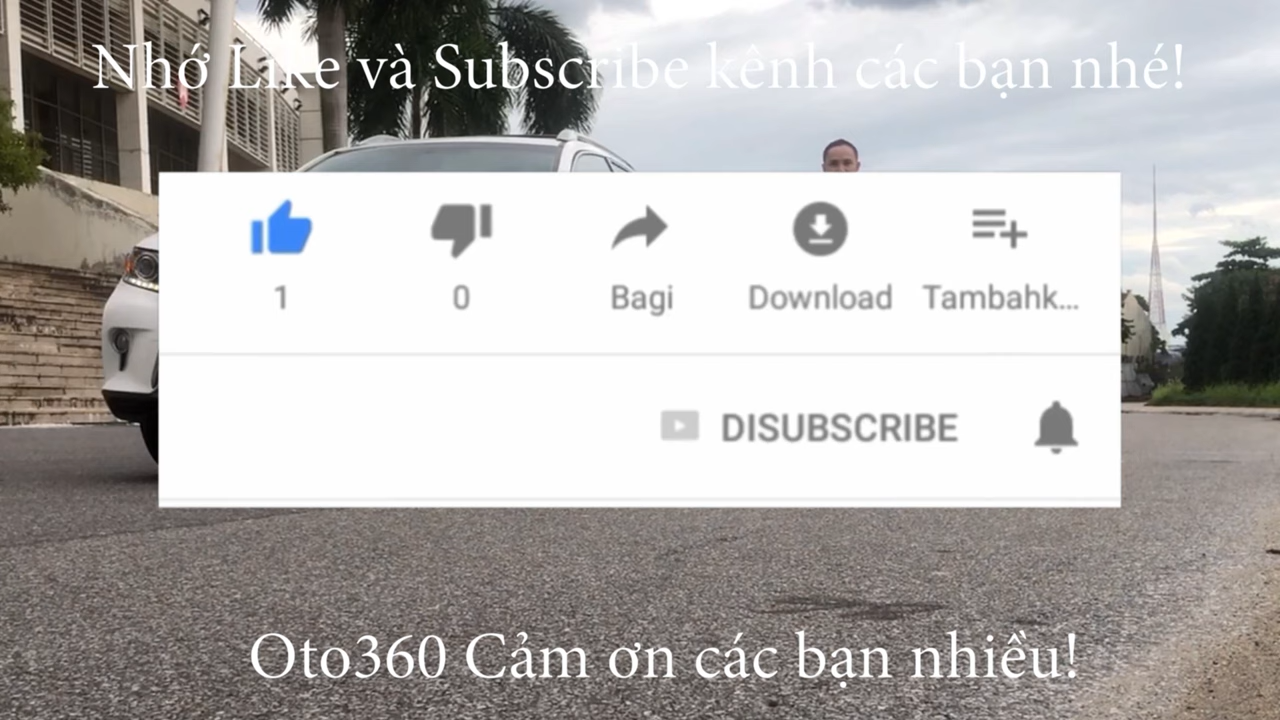 Nhớ Like và Subscribe kênh các bạn nhé!
1 0 Bagi Download Tambahk...
DISUBSCRIBE
Oto360 Cảm ơn các bạn nhiều!